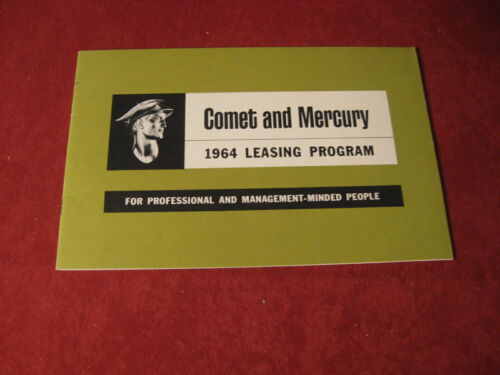 Comet and Mercury
1964 LEASING PROGRAM
FOR PROFESSIONAL AND MANAGEMENT-MINDED PEOPLE